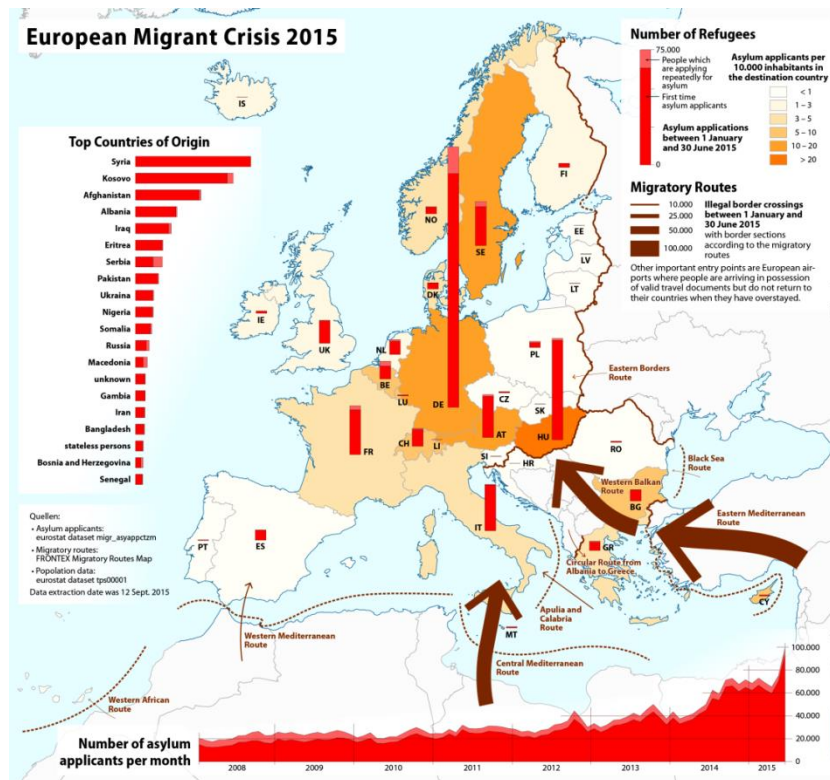 European Migrant Crisis 2015
Number of Refugees
75.000
People which
are applying
repeatedly for
asylum
First time
asylum applicants
Asylum applications
between 1 January
and 30 June 2015
0
Asylum applicants per
10.000 inhabitants in
the destination country
< 1
1 – 3
3 – 5
5 – 10
10 – 20
> 20
Migratory Routes
10.000
25.000
50.000
100.000
Illegal border crossings
between 1 January and
30 June 2015
with border sections
according to the migratory
routes
Other important entry points are European air-
ports where people are arriving in possession
of valid travel documents but do not return to
their countries when they have overstayed.
Top Countries of Origin
Syria
Kosovo
Afghanistan
Albania
Iraq
Eritrea
Serbia
Pakistan
Ukraina
Nigeria
Somalia
Russia
Macedonia
unknown
Gambia
Iran
Bangladesh
stateless persons
Bosnia and Herzegovina
Senegal
Quellen:
• Asylum applicants:
eurostat dataset migr_asyappctzm
• Migratory routes:
FRONTEX Migratory Routes Map
• Popolation data:
eurostat dataset tps00001
Data extraction date was 12 Sept. 2015
IS
NO
SE
FI
EE
LV
LT
DK
IE
UK
NL
BE
LU
DE
PL
CZ
SK
FR
CH
LI
AT
HU
SI
HR
RO
BG
IT
GR
PT
ES
MT
CY
Eastern Borders
Route
Black Sea
Route
Western Balkan
Route
Eastern Mediterranean
Route
Circular Route from
Albania to Greece
Apulia and
Calabria
Route
Central Mediterranean
Route
Western Mediterranean
Route
Western African
Route
Number of asylum
applicants per month
100.000
80.000
60.000
40.000
20.000
0
2008
2009
2010
2011
2012
2013
2014
2015